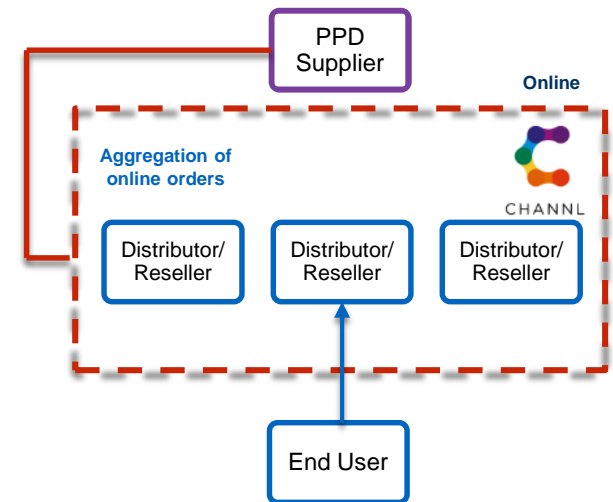 PPD
Supplier
Online
Aggregation of
online orders
CHANNL
Distributor/
Reseller
Distributor/
Reseller
Distributor/
Reseller
End User